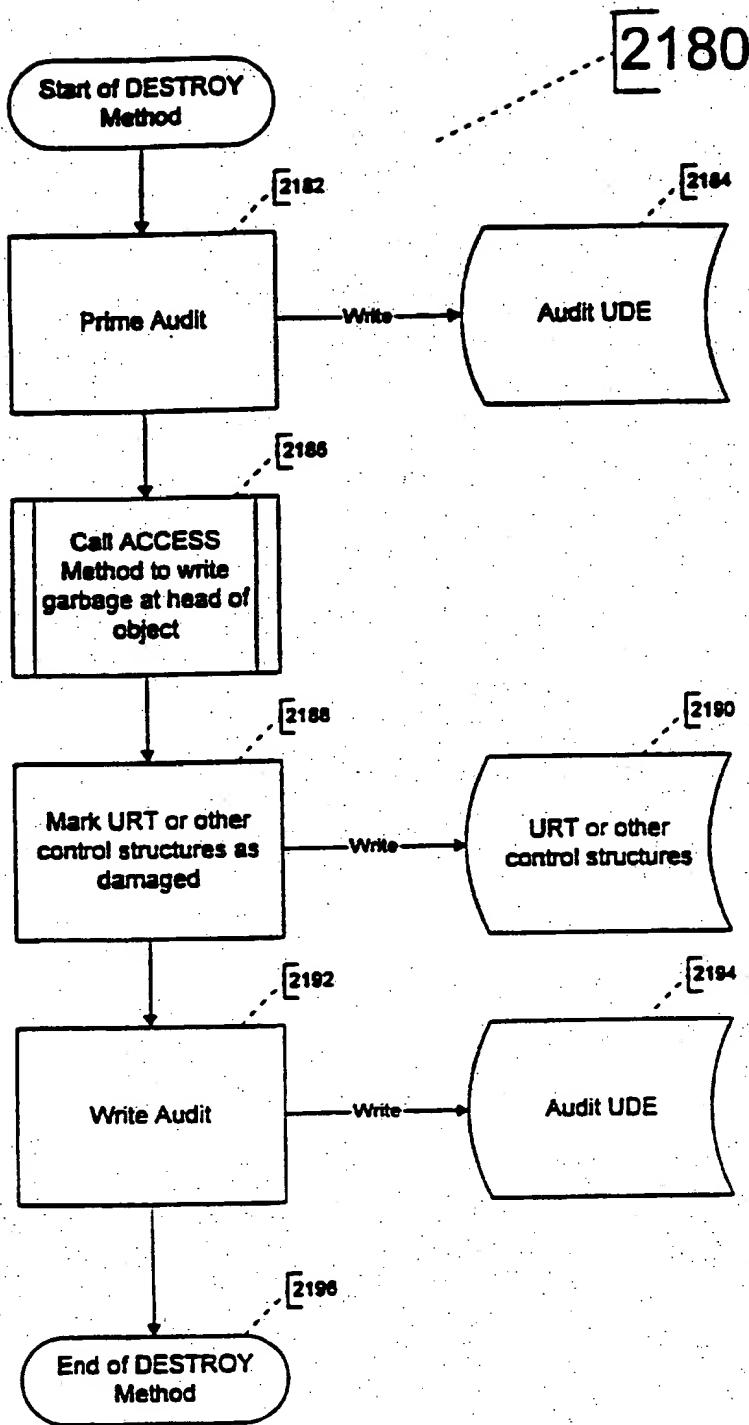 2180
Start of DESTROY
Method
2182
2184
Prime Audit
Write
Audit UDE
2186
Call ACCESS
Method to write
garbage at head of
object
2188
2190
Mark URT or other
control structures as
damaged
Write
URT or other
control structures
2192
2194
Write Audit
Write
Audit UDE
2196
End of DESTROY
Method